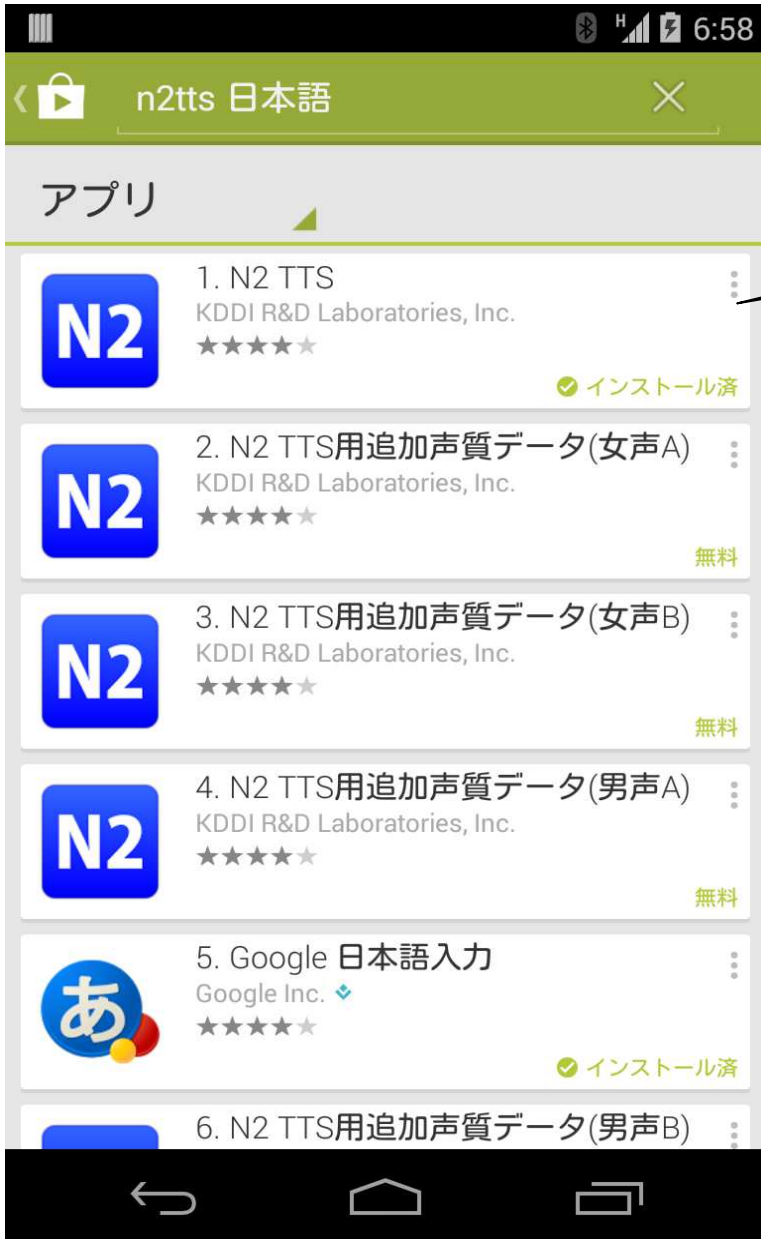 H 6:58
n2tts 日本語
アプリ
N2
1. N2 TTS
KDDI R&D Laboratories, Inc.
インストール済
N2
2. N2 TTS用追加声質データ(女声A)
KDDI R&D Laboratories, Inc.
無料
N2
3. N2 TTS用追加声質データ(女声B)
KDDI R&D Laboratories, Inc.
無料
N2
4. N2 TTS用追加声質データ(男声A)
KDDI R&D Laboratories, Inc.
無料
あ
5. Google 日本語入力
Google Inc.
インストール済
6. N2 TTS用追加声質データ(男声B)